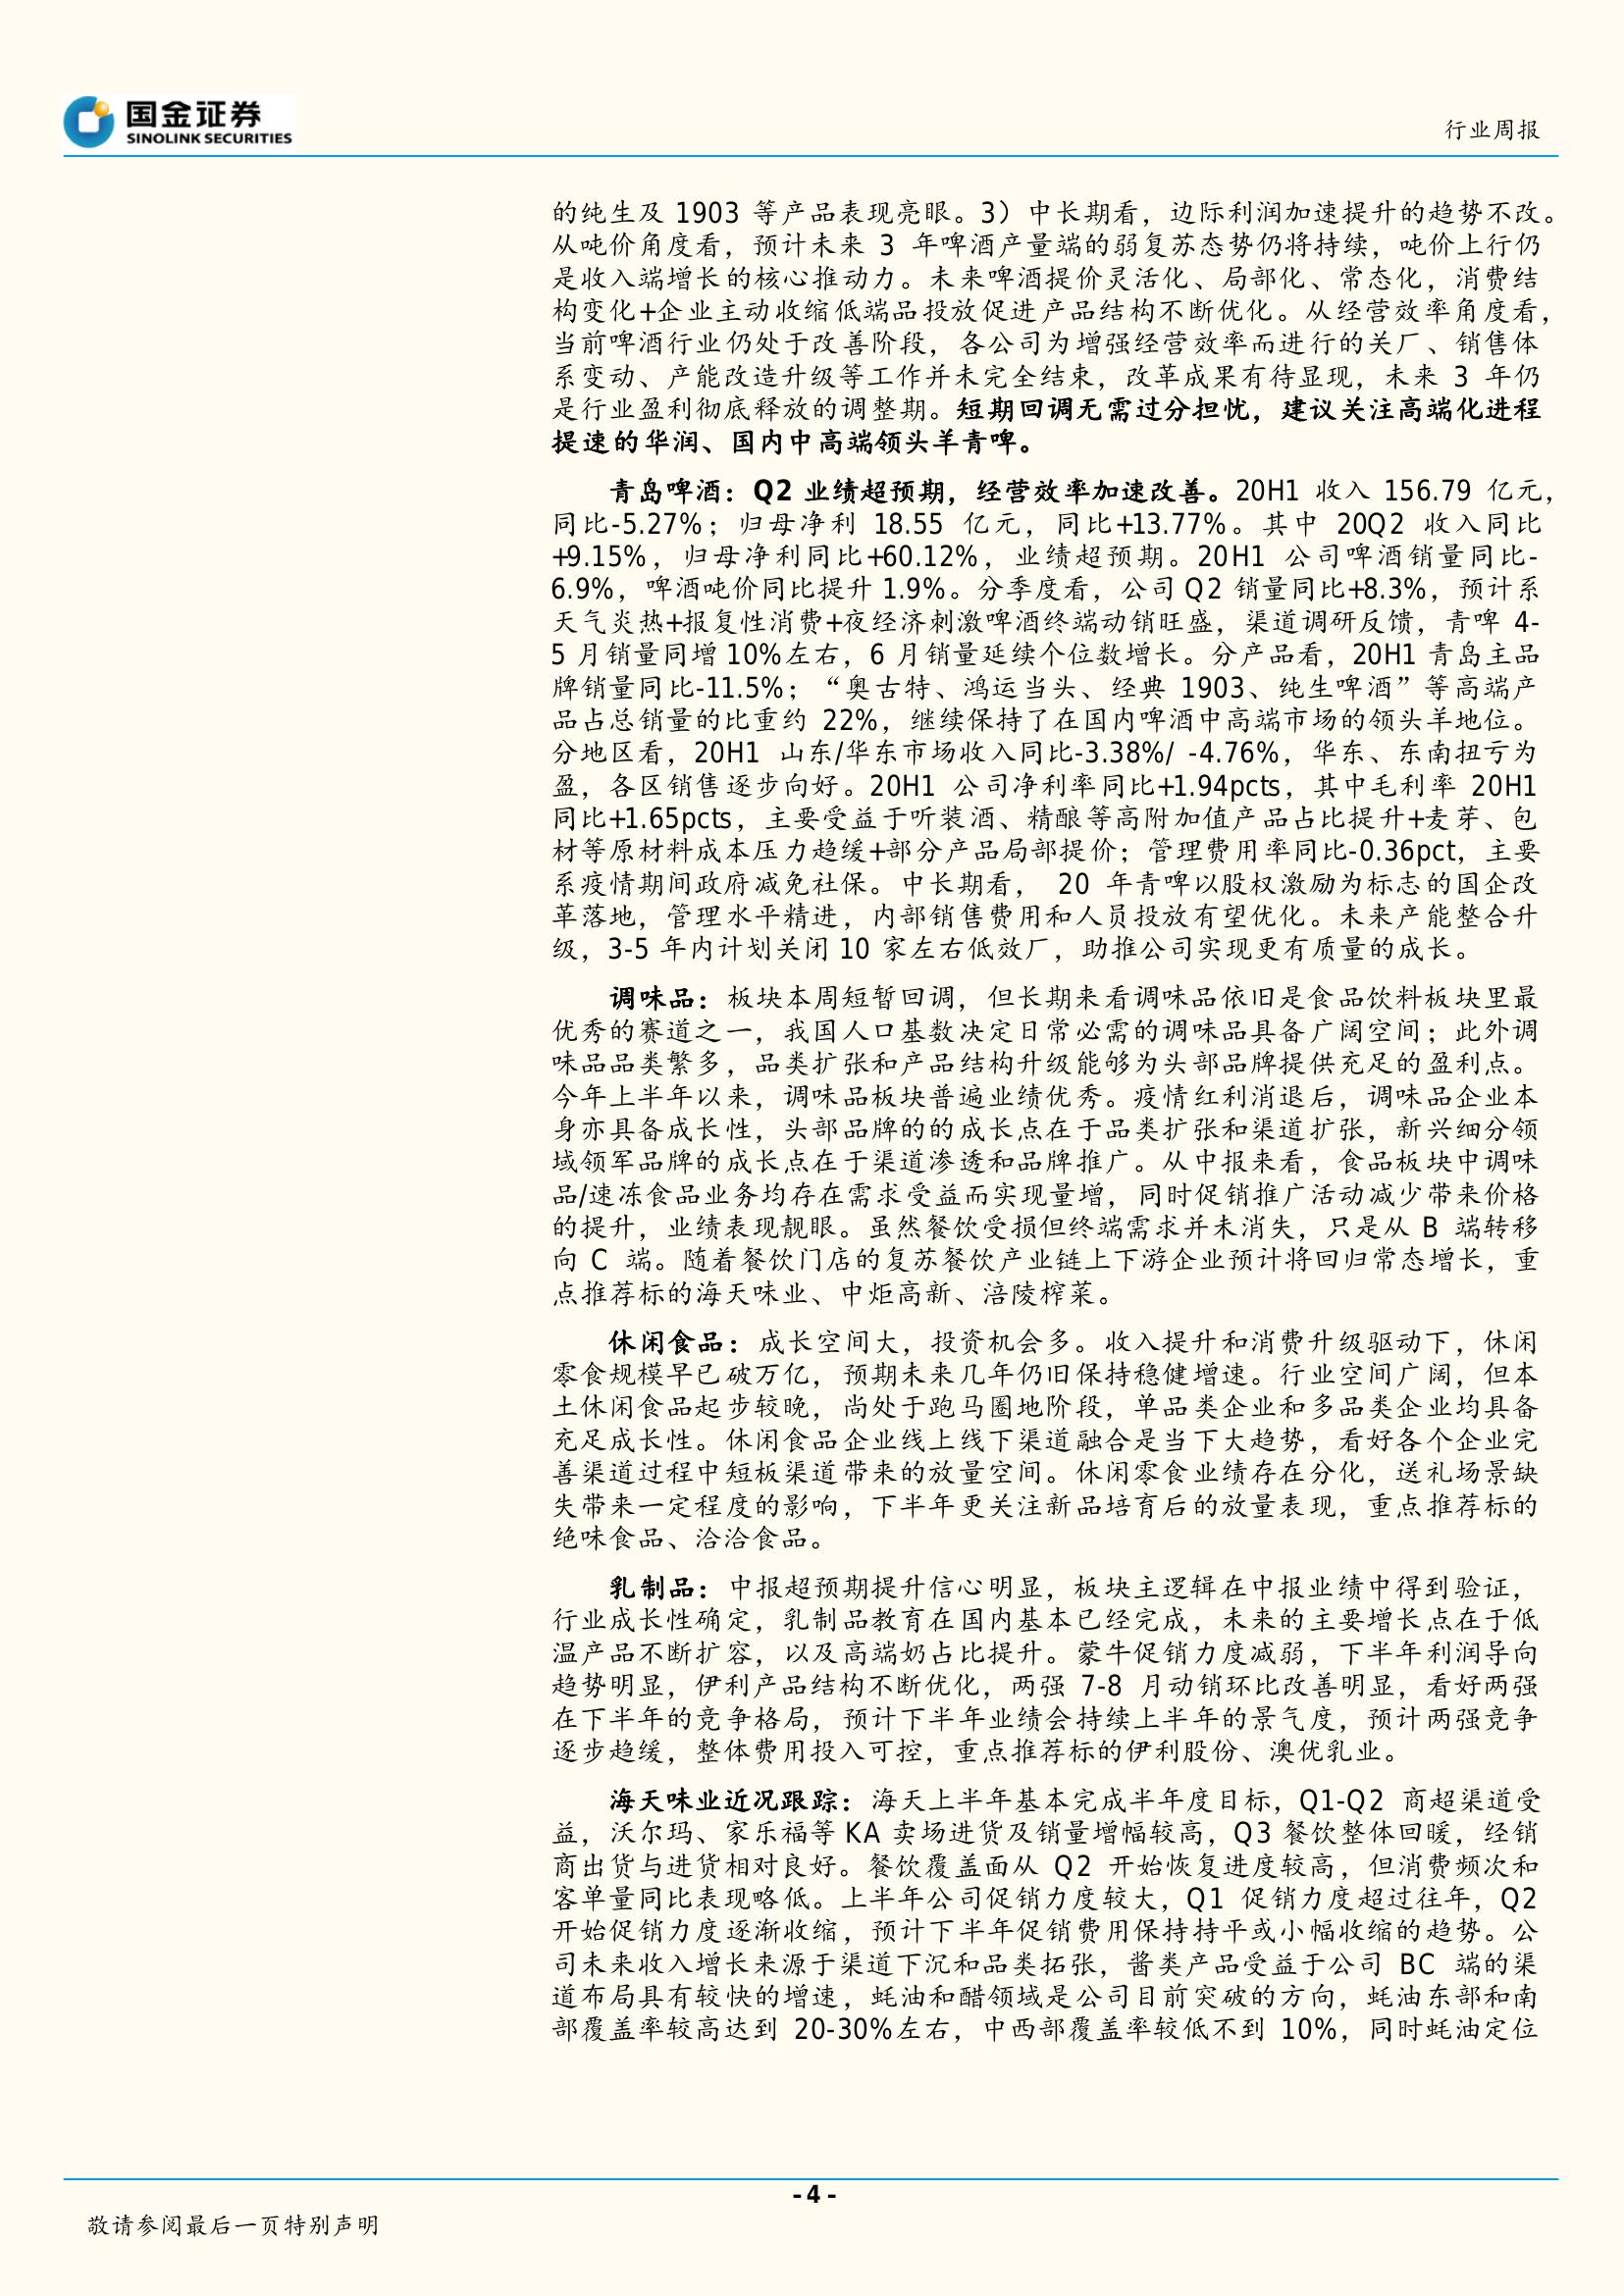 国金证券
SINOLINK SECURITIES
行业周报
的纯生及 1903 等产品表现亮眼。3）中长期看，边际利润加速提升的趋势不改。
从吨价角度看，预计未来 3 年啤酒产量端的弱复苏态势仍将持续，吨价上行仍
是收入端增长的核心推动力。未来啤酒提价灵活化、局部化、常态化，消费结
构变化+企业主动收缩低端品投放促进产品结构不断优化。从经营效率角度看，
当前啤酒行业仍处于改善阶段，各公司为增强经营效率而进行的关厂、销售体
系变动、产能改造升级等工作并未完全结束，改革成果有待显现，未来 3 年仍
是行业盈利彻底释放的调整期。短期回调无需过分担忧，建议关注高端化进程
提速的华润、国内中高端领头羊青啤。
青岛啤酒：Q2 业绩超预期，经营效率加速改善。20H1 收入 156.79 亿元，
同比-5.27%；归母净利 18.55 亿元，同比+13.77%。其中 20Q2 收入同比
+9.15%，归母净利同比+60.12%，业绩超预期。20H1 公司啤酒销量同比-
6.9%，啤酒吨价同比提升 1.9%。分季度看，公司 Q2 销量同比+8.3%，预计系
天气炎热+报复性消费+夜经济刺激啤酒终端动销旺盛，渠道调研反馈，青啤 4-
5 月销量同增 10%左右，6 月销量延续个位数增长。分产品看，20H1 青岛主品
牌销量同比-11.5%；“奥古特、鸿运当头、经典 1903、纯生啤酒”等高端产
品占总销量的比重约 22%，继续保持了在国内啤酒中高端市场的领头羊地位。
分地区看，20H1 山东/华东市场收入同比-3.38%/ -4.76%，华东、东南扭亏为
盈，各区销售逐步向好。20H1 公司净利率同比+1.94pcts，其中毛利率 20H1
同比+1.65pcts，主要受益于听装酒、精酿等高附加值产品占比提升+麦芽、包
材等原材料成本压力趋缓+部分产品局部提价；管理费用率同比-0.36pct，主要
系疫情期间政府减免社保。中长期看， 20 年青啤以股权激励为标志的国企改
革落地，管理水平精进，内部销售费用和人员投放有望优化。未来产能整合升
级，3-5 年内计划关闭 10 家左右低效厂，助推公司实现更有质量的成长。
调味品：板块本周短暂回调，但长期来看调味品依旧是食品饮料板块里最
优秀的赛道之一，我国人口基数决定日常必需的调味品具备广阔空间；此外调
味品品类繁多，品类扩张和产品结构升级能够为头部品牌提供充足的盈利点。
今年上半年以来，调味品板块普遍业绩优秀。疫情红利消退后，调味品企业本
身亦具备成长性，头部品牌的的成长点在于品类扩张和渠道扩张，新兴细分领
域领军品牌的成长点在于渠道渗透和品牌推广。从中报来看，食品板块中调味
品/速冻食品业务均存在需求受益而实现量增，同时促销推广活动减少带来价格
的提升，业绩表现靓眼。虽然餐饮受损但终端需求并未消失，只是从 B 端转移
向 C 端。随着餐饮门店的复苏餐饮产业链上下游企业预计将回归常态增长，重
点推荐标的海天味业、中炬高新、涪陵榨菜。
休闲食品：成长空间大，投资机会多。收入提升和消费升级驱动下，休闲
零食规模早已破万亿，预期未来几年仍旧保持稳健增速。行业空间广阔，但本
土休闲食品起步较晚，尚处于跑马圈地阶段，单品类企业和多品类企业均具备
充足成长性。休闲食品企业线上线下渠道融合是当下大趋势，看好各个企业完
善渠道过程中短板渠道带来的放量空间。休闲零食业绩存在分化，送礼场景缺
失带来一定程度的影响，下半年更关注新品培育后的放量表现，重点推荐标的
绝味食品、洽洽食品。
乳制品：中报超预期提升信心明显，板块主逻辑在中报业绩中得到验证，
行业成长性确定，乳制品教育在国内基本已经完成，未来的主要增长点在于低
温产品不断扩容，以及高端奶占比提升。蒙牛促销力度减弱，下半年利润导向
趋势明显，伊利产品结构不断优化，两强 7-8 月动销环比改善明显，看好两强
在下半年的竞争格局，预计下半年业绩会持续上半年的景气度，预计两强竞争
逐步趋缓，整体费用投入可控，重点推荐标的伊利股份、澳优乳业。
海天味业近况跟踪：海天上半年基本完成半年度目标，Q1-Q2 商超渠道受
益，沃尔玛、家乐福等 KA 卖场进货及销量增幅较高，Q3 餐饮整体回暖，经销
商出货与进货相对良好。餐饮覆盖面从 Q2 开始恢复进度较高，但消费频次和
客单量同比表现略低。上半年公司促销力度较大，Q1 促销力度超过往年，Q2
开始促销力度逐渐收缩，预计下半年促销费用保持持平或小幅收缩的趋势。公
司未来收入增长来源于渠道下沉和品类拓张，酱类产品受益于公司 BC 端的渠
道布局具有较快的增速，蚝油和醋领域是公司目前突破的方向，蚝油东部和南
部覆盖率较高达到 20-30%左右，中西部覆盖率较低不到 10%，同时蚝油定位
- 4 -
敬请参阅最后一页特别声明